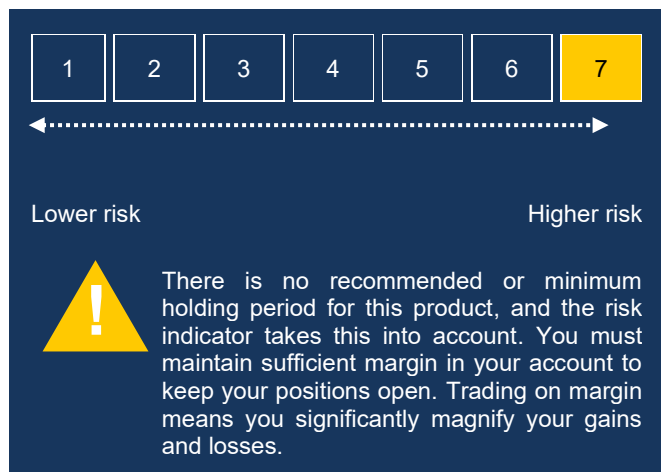 1 2 3 4 5 6 7
Lower risk Higher risk
!
There is no recommended or minimum
holding period for this product, and the risk
indicator takes this into account. You must
maintain sufficient margin in your account to
keep your positions open. Trading on margin
means you significantly magnify your gains
and losses.